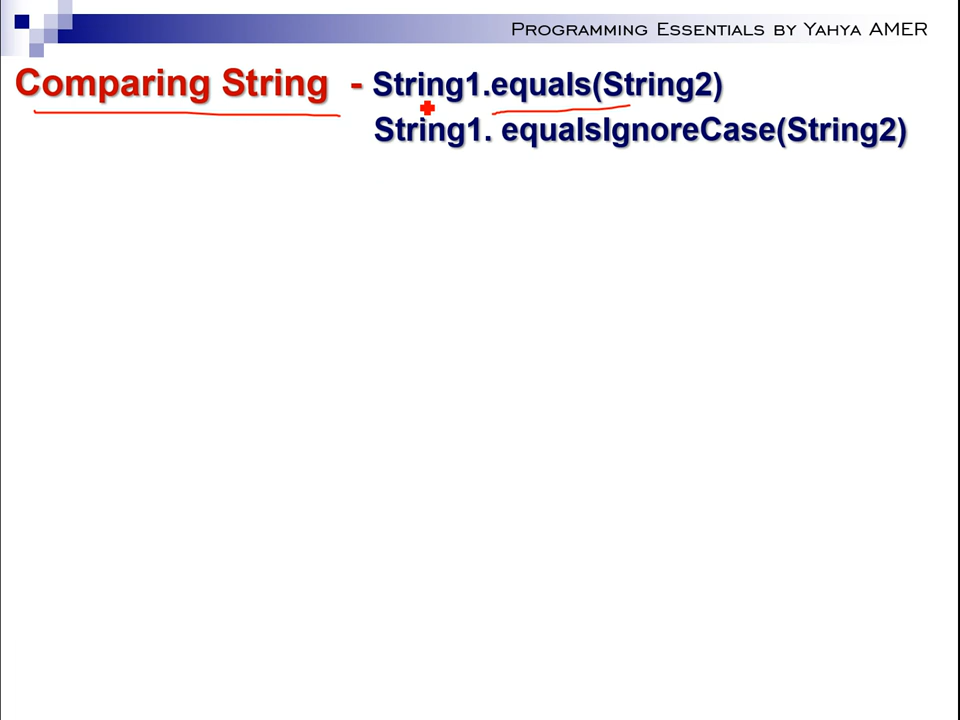 Programming Essentials by Yahya AMER
Comparing String - String1.equals(String2)
String1. equalsIgnoreCase(String2)